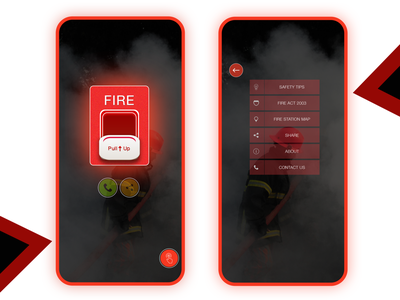 FIRE
Pull Up
SAFETY TIPS
FIRE ACT 2003
FIRE STATION MAP
SHARE
ABOUT
CONTACT US